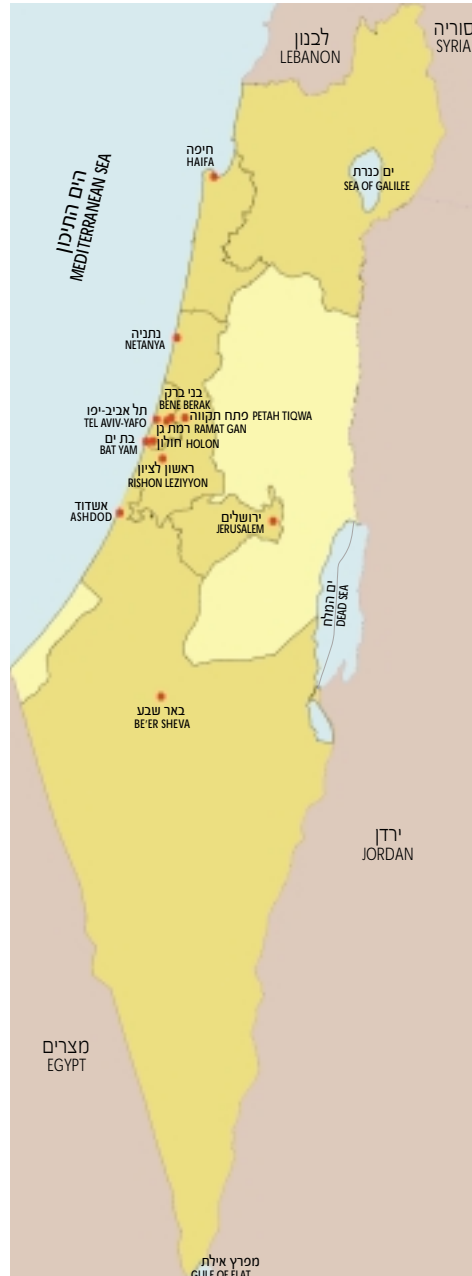 לבנון
LEBANON
סוריה
SYRIA
חיפה
HAIFA
ים כנרת
SEA OF GALILEE
הים התיכון
MEDITERRANEAN SEA
נתניה
NETANYA
בני ברק
BENE BERAK
תל אביב-יפו
TEL AVIV-YAFO
פתח תקווה PETAH TIQWA
רמת גן RAMAT GAN
בת ים
BAT YAM
חולון HOLON
ראשון לציון
RISHON LEZIYYON
אשדוד
ASHDOD
ירושלים
JERUSALEM
ים המלח
DEAD SEA
באר שבע
BE'ER SHEVA
ירדן
JORDAN
מצרים
EGYPT
מפרץ אילת
GULF OF ELAT